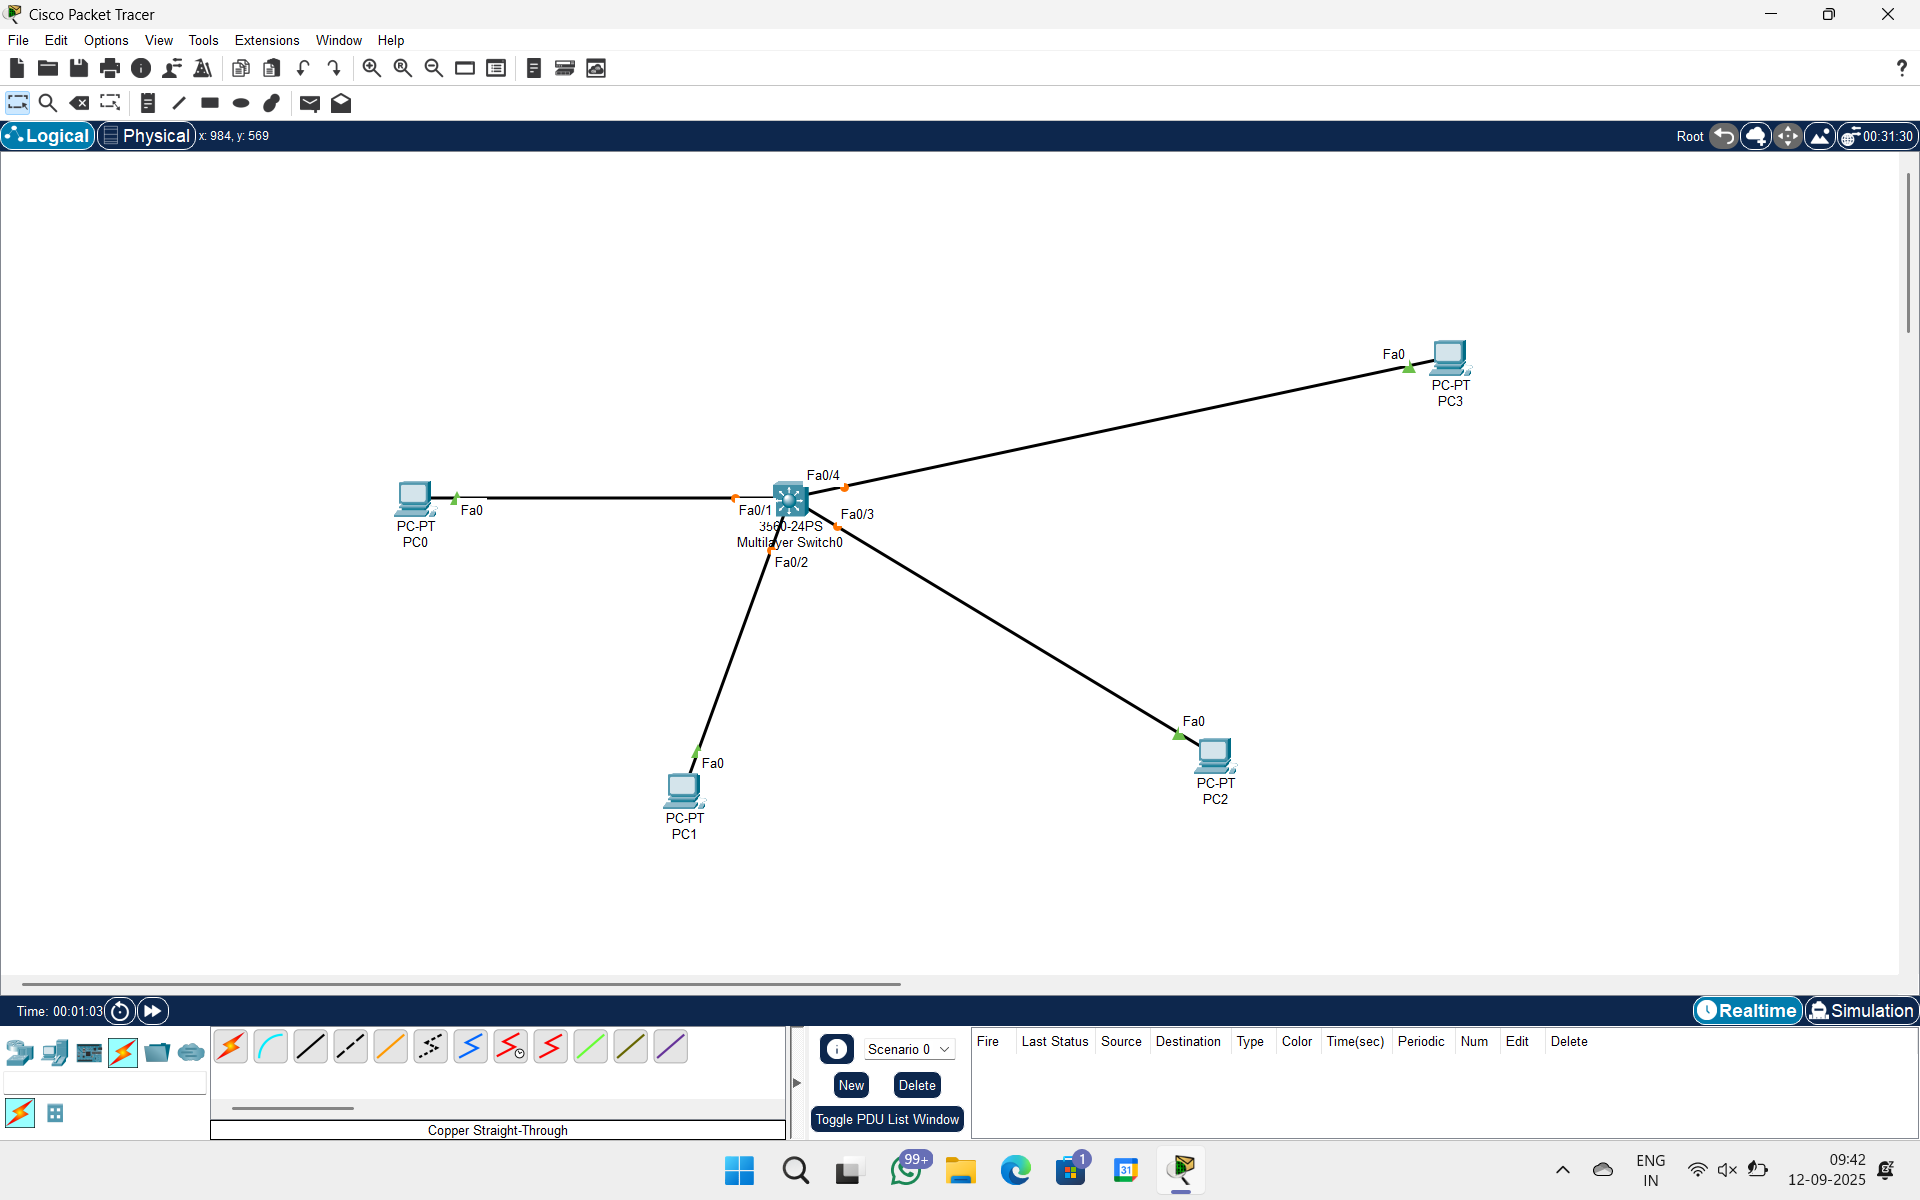 Cisco Packet Tracer
File Edit Options View Tools Extensions Window Help
?
Logical Physical x: 984, y: 569 Root 00:31:30
Fa0
PC-PT
PC3
Fa0/4
Fa0
PC-PT
PC0
Fa0/1
Fa0/3
3560-24PS
Multilayer Switch0
Fa0/2
Fa0
PC-PT
PC2
Fa0
PC-PT
PC1
Time: 00:01:03 Realtime Simulation
Scenario 0
New Delete
Toggle PDU List Window
Fire Last Status Source Destination Type Color Time(sec) Periodic Num Edit Delete
Copper Straight-Through
99+
1
31
ENG
IN
09:42
12-09-2025